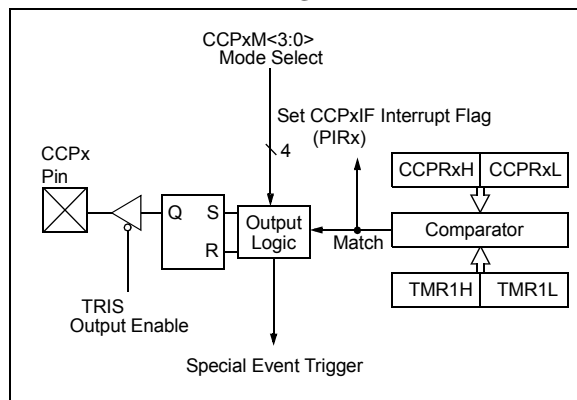 CCPxM<3:0>
Mode Select
Set CCPxIF Interrupt Flag
(PIRx)
4
CCPx
Pin
CCPRxH CCPRxL
Q S
R
Output
Logic
Match
Comparator
TRIS
Output Enable
TMR1H TMR1L
Special Event Trigger